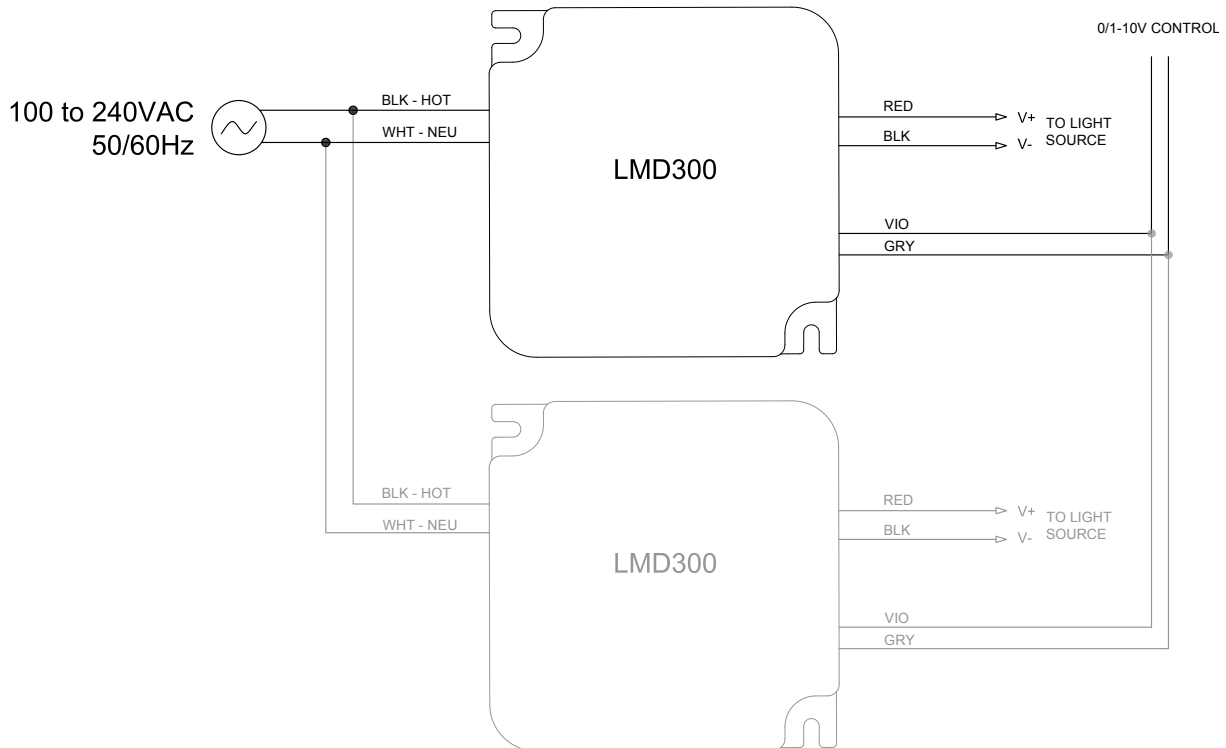 0/1-10V CONTROL
100 to 240VAC
50/60Hz
BLK - HOT
WHT - NEU
LMD300
RED
BLK
V+
V-
TO LIGHT
SOURCE
VIO
GRY
BLK - HOT
WHT - NEU
LMD300
RED
BLK
V+
V-
TO LIGHT
SOURCE
VIO
GRY